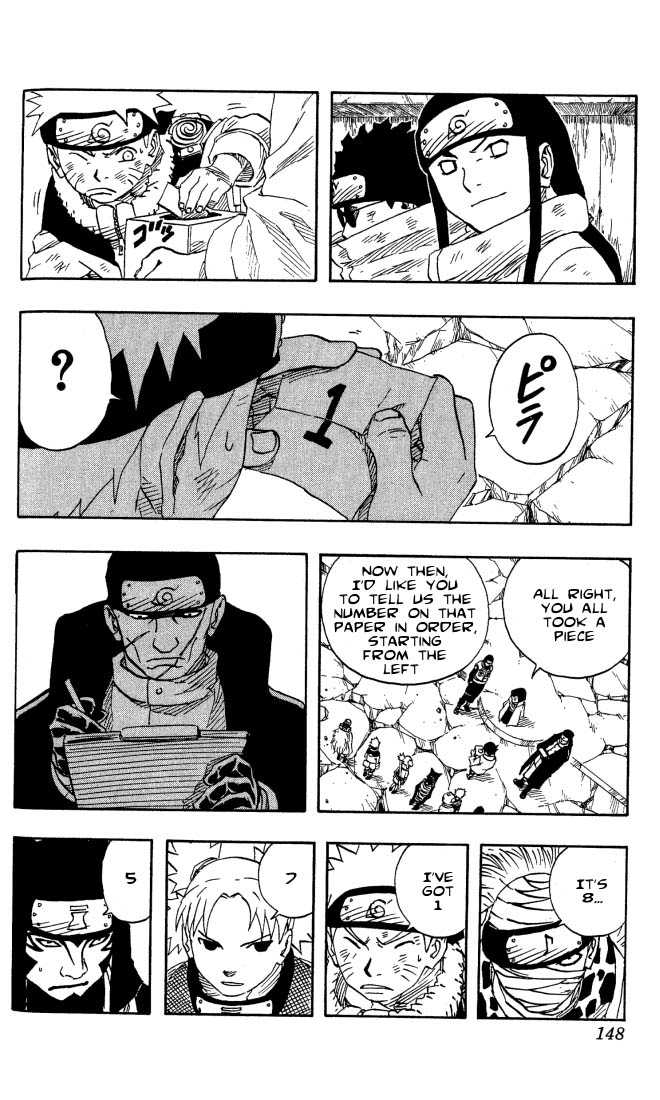 ゴソッ
ピラ
1
?
ALL RIGHT,
YOU ALL
TOOK A
PIECE
NOW THEN,
I'D LIKE YOU
TO TELL US THE
NUMBER ON THAT
PAPER IN ORDER,
STARTING
FROM THE
LEFT
IT'S
8...
I'VE
GOT
1
7
5
148